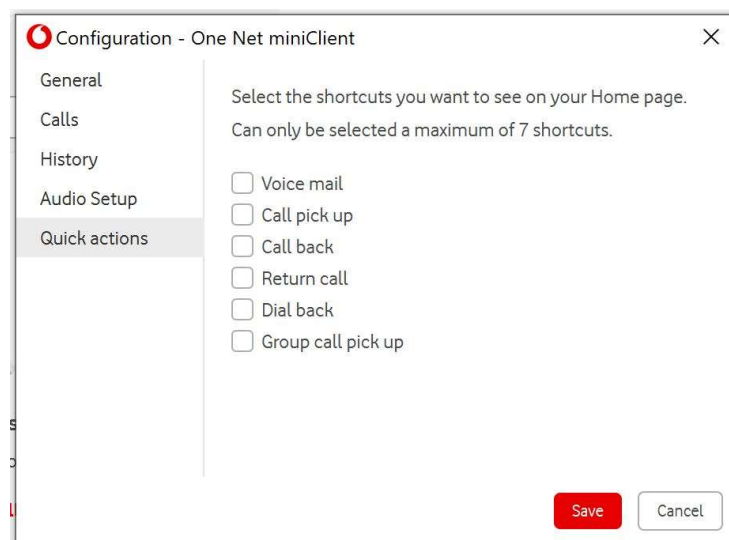 Configuration - One Net miniClient
General
Calls
History
Audio Setup
Quick actions
Select the shortcuts you want to see on your Home page.
Can only be selected a maximum of 7 shortcuts.
Voice mail
Call pick up
Call back
Return call
Dial back
Group call pick up
Save
Cancel